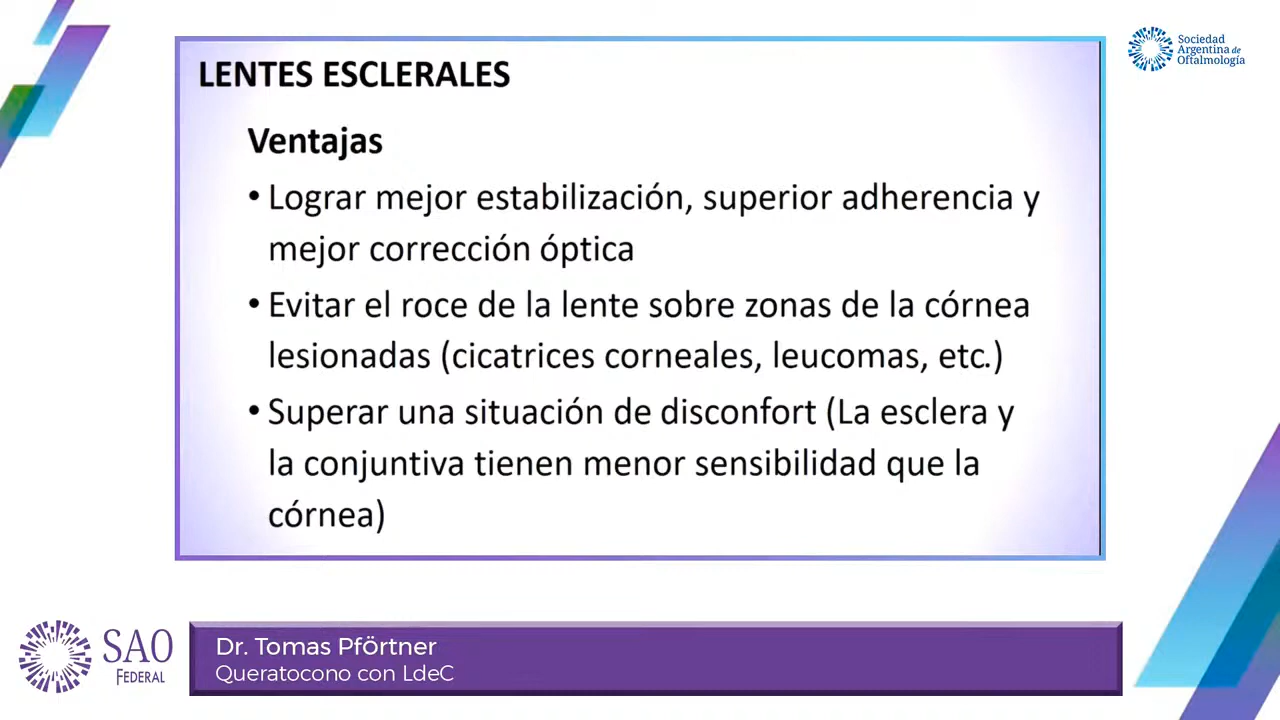 LENTES ESCLERALES
Ventajas
• Lograr mejor estabilización, superior adherencia y
mejor corrección óptica
• Evitar el roce de la lente sobre zonas de la córnea
lesionadas (cicatrices corneales, leucomas, etc.)
• Superar una situación de disconfort (La esclera y
la conjuntiva tienen menor sensibilidad que la
córnea)
Sociedad
Argentina de
Oftalmología
SAO
FEDERAL
Dr. Tomas Pförtner
Queratocono con LdeC